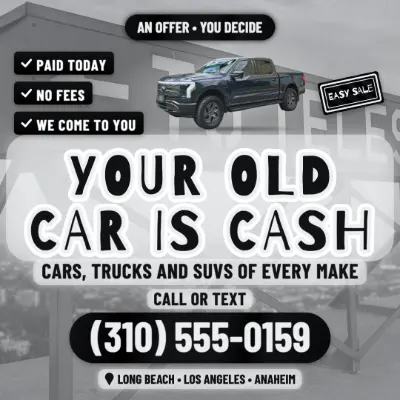 AN OFFER • YOU DECIDE
✓ PAID TODAY
✓ NO FEES
✓ WE COME TO YOU
EASY SALE
YOUR OLD
CAR IS CASH
CARS, TRUCKS AND SUVS OF EVERY MAKE
CALL OR TEXT
(310) 555-0159
LONG BEACH • LOS ANGELES • ANAHEIM